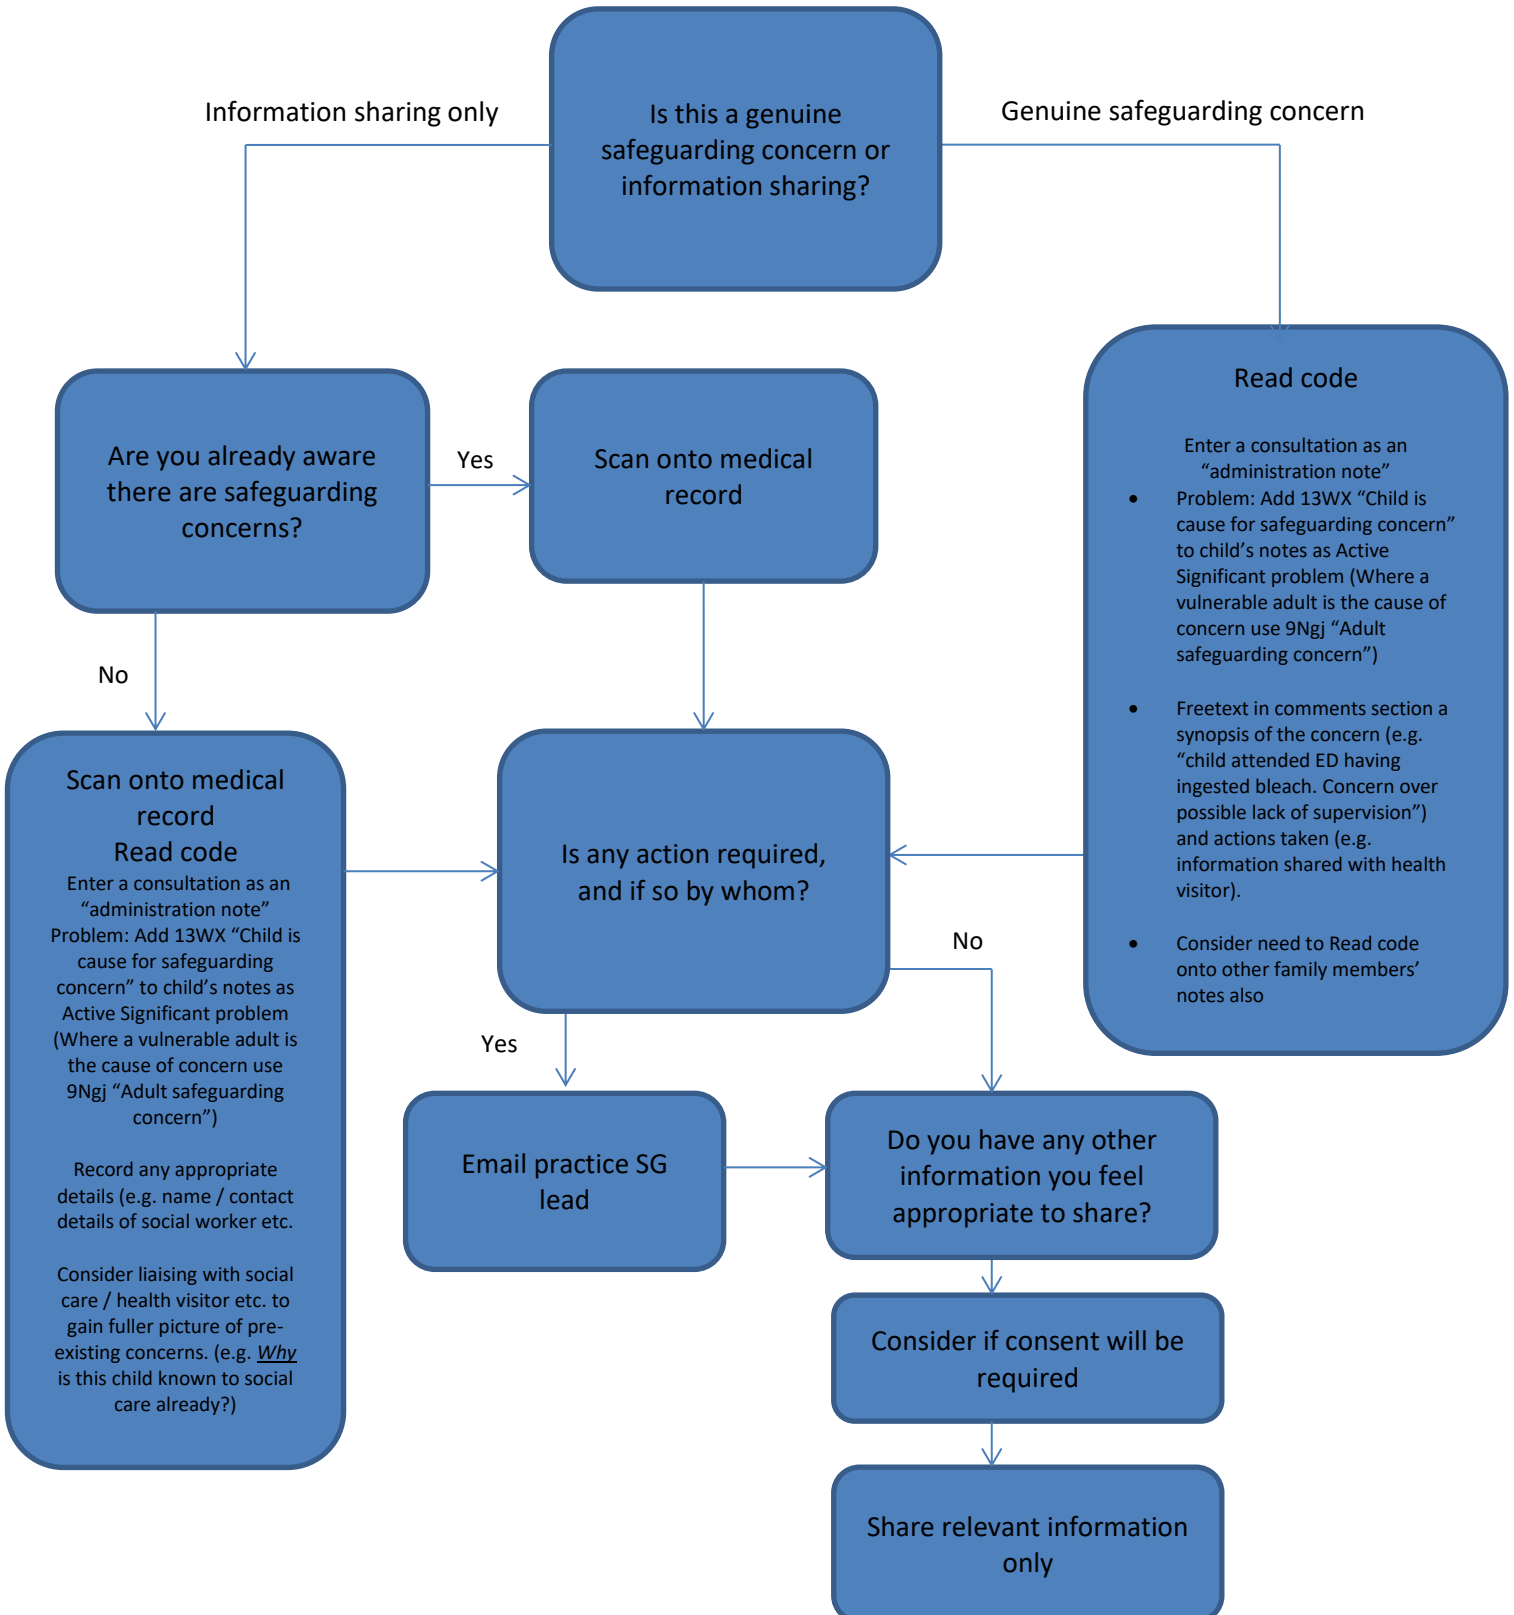 Is this a genuine
safeguarding concern or
information sharing?
Information sharing only
Genuine safeguarding concern
Are you already aware
there are safeguarding
concerns?
Yes
Scan onto medical
record
No
Read code
Enter a consultation as an
“administration note”
• Problem: Add 13WX “Child is
cause for safeguarding concern”
to child’s notes as Active
Significant problem (Where a
vulnerable adult is the cause of
concern use 9Ngj “Adult
safeguarding concern”)
• Freetext in comments section a
synopsis of the concern (e.g.
“child attended ED having
ingested bleach. Concern over
possible lack of supervision”)
and actions taken (e.g.
information shared with health
visitor).
• Consider need to Read code
onto other family members’
notes also
Scan onto medical
record
Read code
Enter a consultation as an
“administration note”
Problem: Add 13WX “Child is
cause for safeguarding
concern” to child’s notes as
Active Significant problem
(Where a vulnerable adult is
the cause of concern use
9Ngj “Adult safeguarding
concern”)
Record any appropriate
details (e.g. name / contact
details of social worker etc.
Consider liaising with social
care / health visitor etc. to
gain fuller picture of pre-
existing concerns. (e.g. Why
is this child known to social
care already?)
Is any action required,
and if so by whom?
No
Yes
Email practice SG
lead
Do you have any other
information you feel
appropriate to share?
Consider if consent will be
required
Share relevant information
only